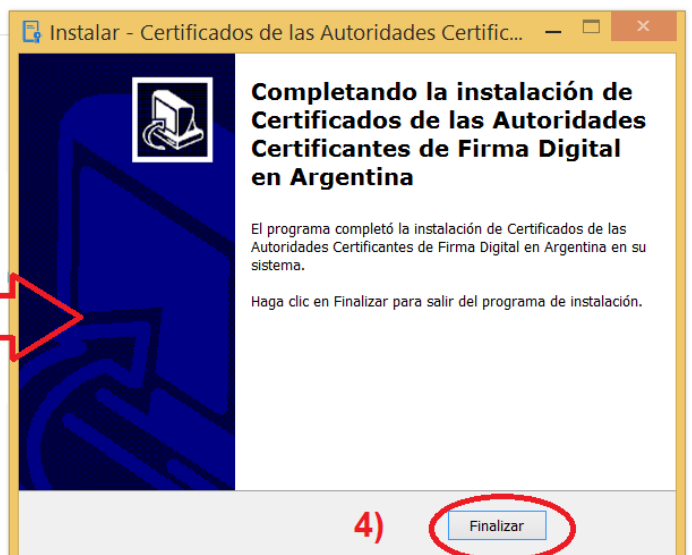 Instalar - Certificados de las Autoridades Certific...
Completando la instalación de
Certificados de las Autoridades
Certificantes de Firma Digital
en Argentina
El programa completó la instalación de Certificados de las
Autoridades Certificantes de Firma Digital en Argentina en su
sistema.
Haga clic en Finalizar para salir del programa de instalación.
4) Finalizar